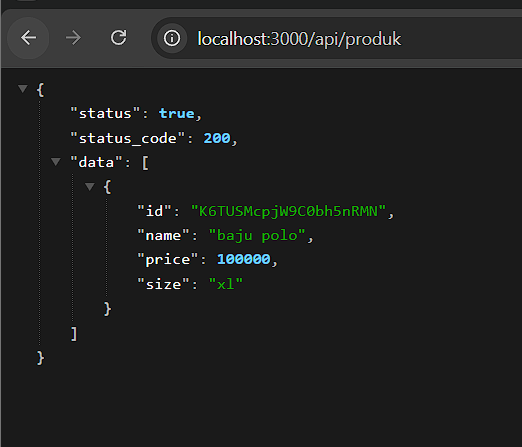 localhost:3000/api/produk
{
"status": true,
"status_code": 200,
"data": [
{
"id": "K6TUSMcpjW9C0bh5nRMN",
"name": "baju polo",
"price": 100000,
"size": "xl"
}
]
}